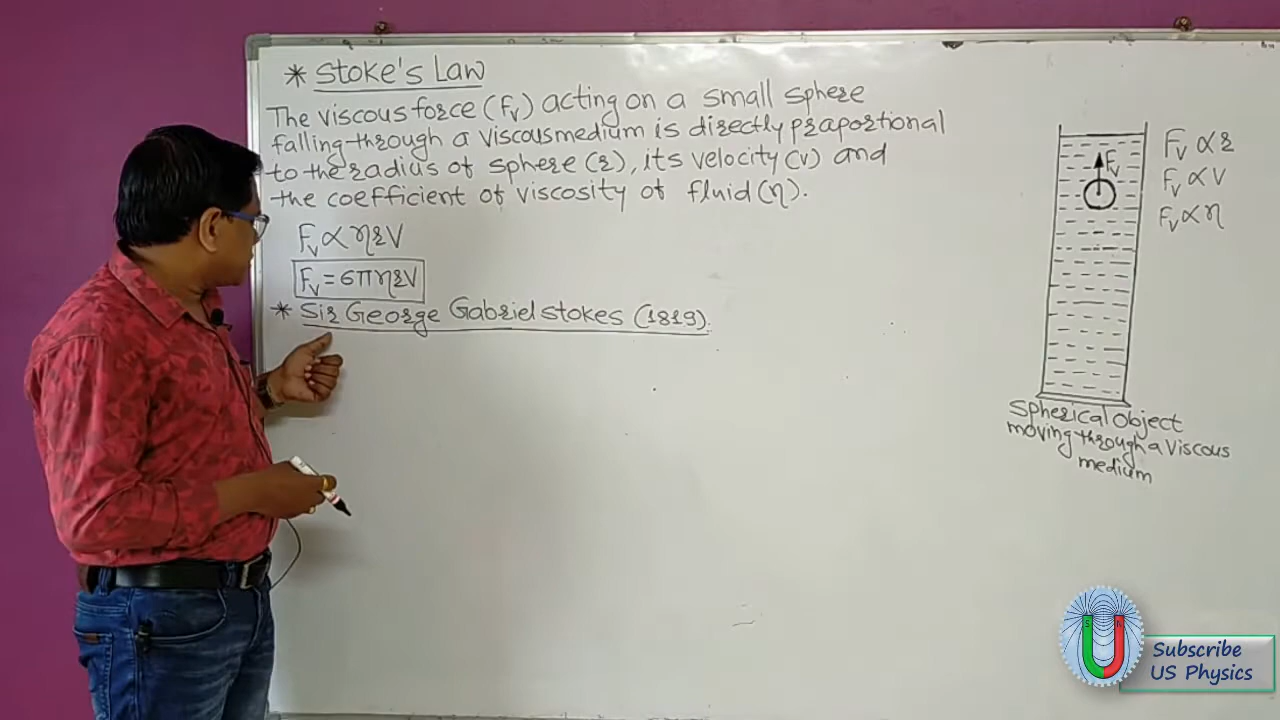 * Stoke's Law
The viscous force (Fv) acting on a small sphere
falling through a viscous medium is directly praportional
to the radius of sphere (r), its velocity (v) and
the coefficient of viscosity of fluid (η).
Fv ∝ ηrV
Fv = 6πηrV
* Sir George Gabriel stokes (1819).
Fv ∝ r
Fv ∝ V
Fv ∝ η
Fv
Spherical Object
moving through a Viscous
medium
S N
Subscribe
US Physics